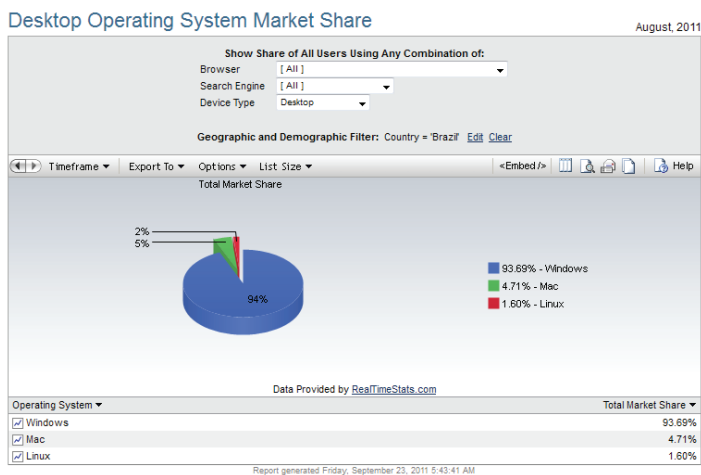 Desktop Operating System Market Share
August, 2011
Show Share of All Users Using Any Combination of:
Browser [ All ]
Search Engine [ All ]
Device Type Desktop
Geographic and Demographic Filter: Country = 'Brazil' Edit Clear
Timeframe Export To Options List Size <Embed /> Help
Total Market Share
2%
5%
94%
93.69% - Windows
4.71% - Mac
1.60% - Linux
Data Provided by RealTimeStats.com
Operating System Total Market Share
Windows 93.69%
Mac 4.71%
Linux 1.60%
Report generated Friday, September 23, 2011 5:43:41 AM